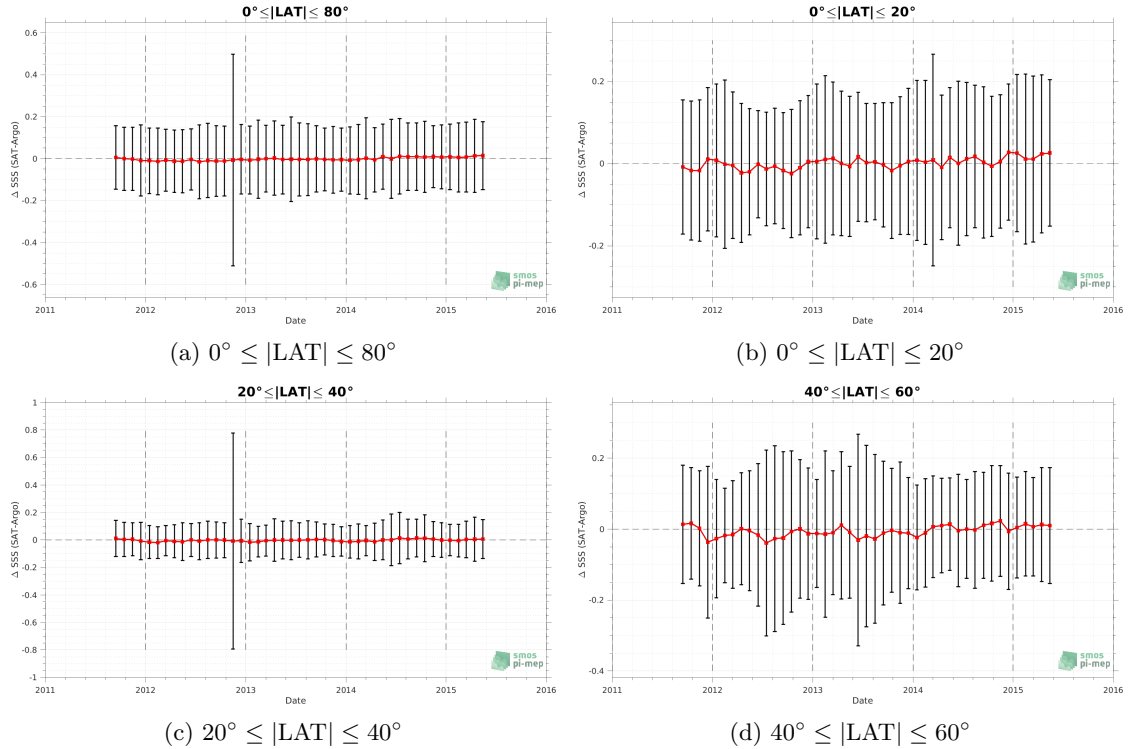 0°≤|LAT|≤ 80°
Δ SSS (SAT-Argo)
0.6
0.4
0.2
0
-0.2
-0.4
-0.6
2011 2012 2013 2014 2015 2016
Date
smos
pi-mep
(a) 0° ≤ |LAT| ≤ 80°
0°≤|LAT|≤ 20°
Δ SSS (SAT-Argo)
0.2
0
-0.2
2011 2012 2013 2014 2015 2016
Date
smos
pi-mep
(b) 0° ≤ |LAT| ≤ 20°
20°≤|LAT|≤ 40°
Δ SSS (SAT-Argo)
1
0.8
0.6
0.4
0.2
0
-0.2
-0.4
-0.6
-0.8
-1
2011 2012 2013 2014 2015 2016
Date
smos
pi-mep
(c) 20° ≤ |LAT| ≤ 40°
40°≤|LAT|≤ 60°
Δ SSS (SAT-Argo)
0.2
0
-0.2
-0.4
2011 2012 2013 2014 2015 2016
Date
smos
pi-mep
(d) 40° ≤ |LAT| ≤ 60°